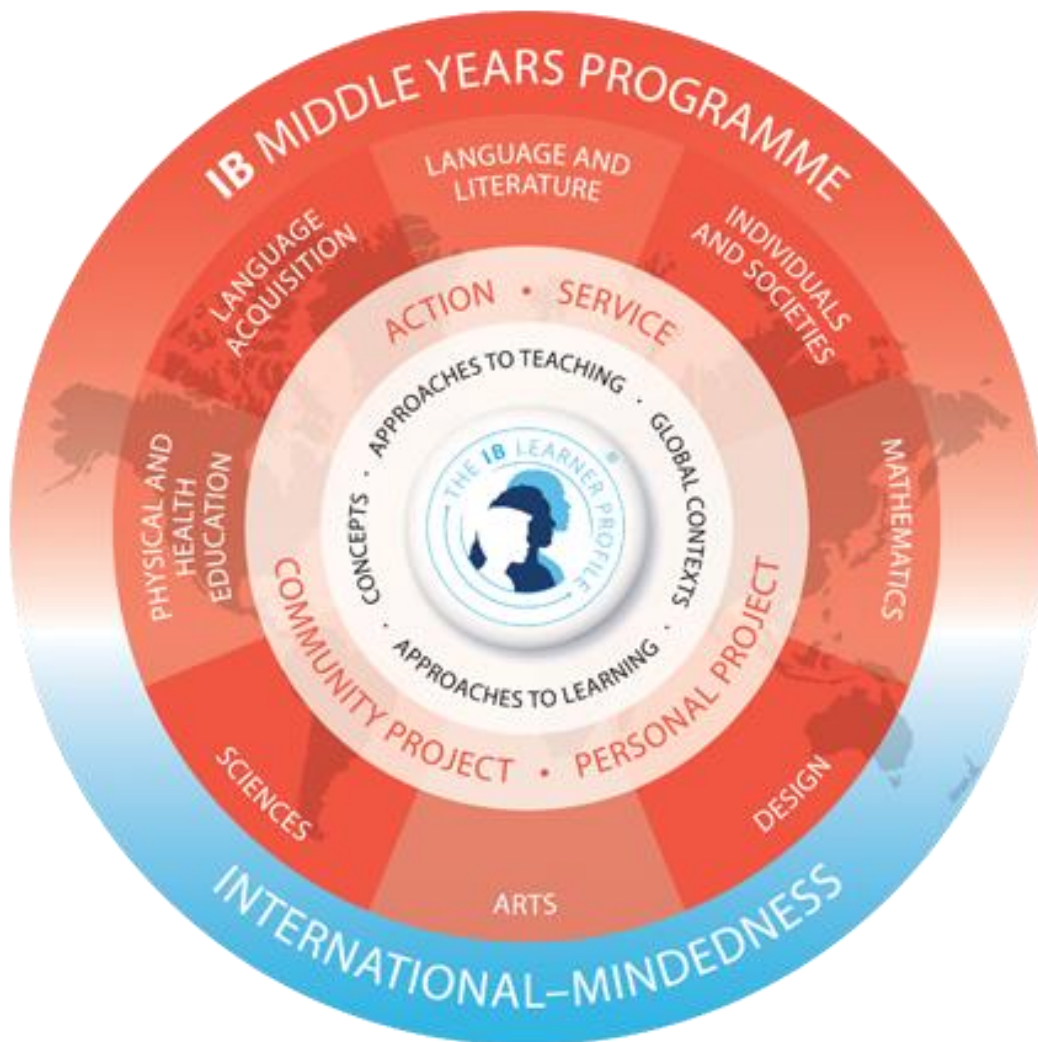 IB MIDDLE YEARS PROGRAMME
LANGUAGE AND
LITERATURE
INDIVIDUALS
AND SOCIETIES
MATHEMATICS
DESIGN
ARTS
SCIENCES
PHYSICAL AND
HEALTH
EDUCATION
LANGUAGE
ACQUISITION
ACTION • SERVICE
PERSONAL PROJECT •
COMMUNITY PROJECT
APPROACHES TO TEACHING •
GLOBAL CONTEXTS •
APPROACHES TO LEARNING •
CONCEPTS •
THE IB LEARNER PROFILE ®
INTERNATIONAL–MINDEDNESS